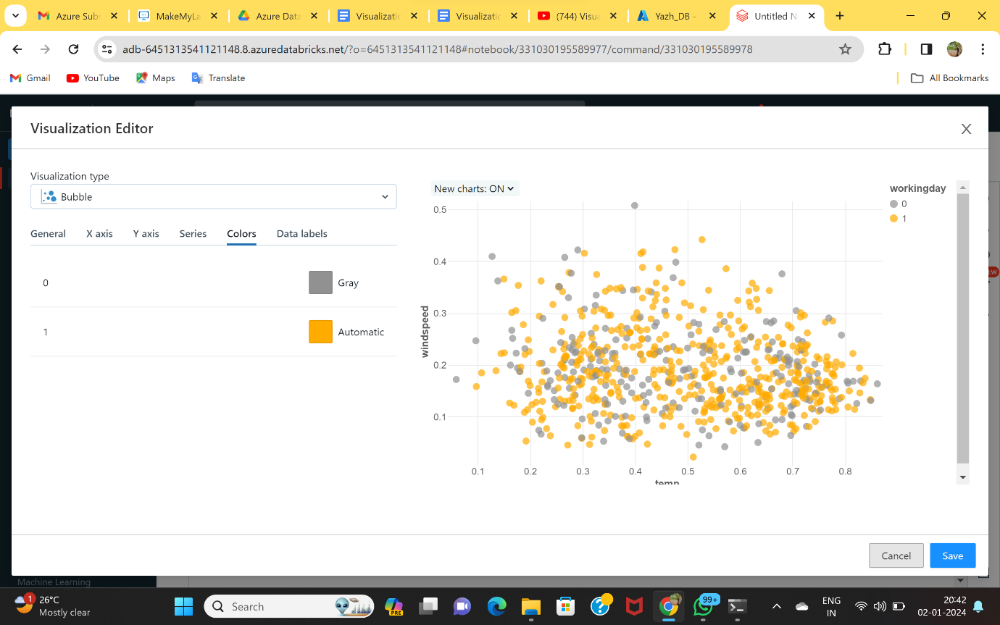 Azure Subs
MakeMyLa
Azure Data
Visualizatio
Visualizatio
(744) Visua
Yazh_DB -
Untitled N
adb-6451313541121148.8.azuredatabricks.net/?o=6451313541121148#notebook/331030195589977/command/331030195589978
Gmail
YouTube
Maps
Translate
All Bookmarks
Visualization Editor
Visualization type
Bubble
General
X axis
Y axis
Series
Colors
Data labels
0
Gray
1
Automatic
New charts: ON
workingday
0
1
0.5
0.4
0.3
0.2
0.1
windspeed
0.1
0.2
0.3
0.4
0.5
0.6
0.7
0.8
temp
Cancel
Save
Machine Learning
1
26°C
Mostly clear
Search
PRE
99+
ENG
IN
20:42
02-01-2024